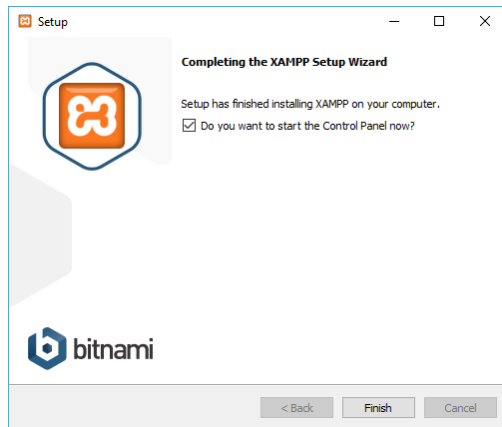 Setup
Completing the XAMPP Setup Wizard
Setup has finished installing XAMPP on your computer.
Do you want to start the Control Panel now?
bitnami
< Back
Finish
Cancel